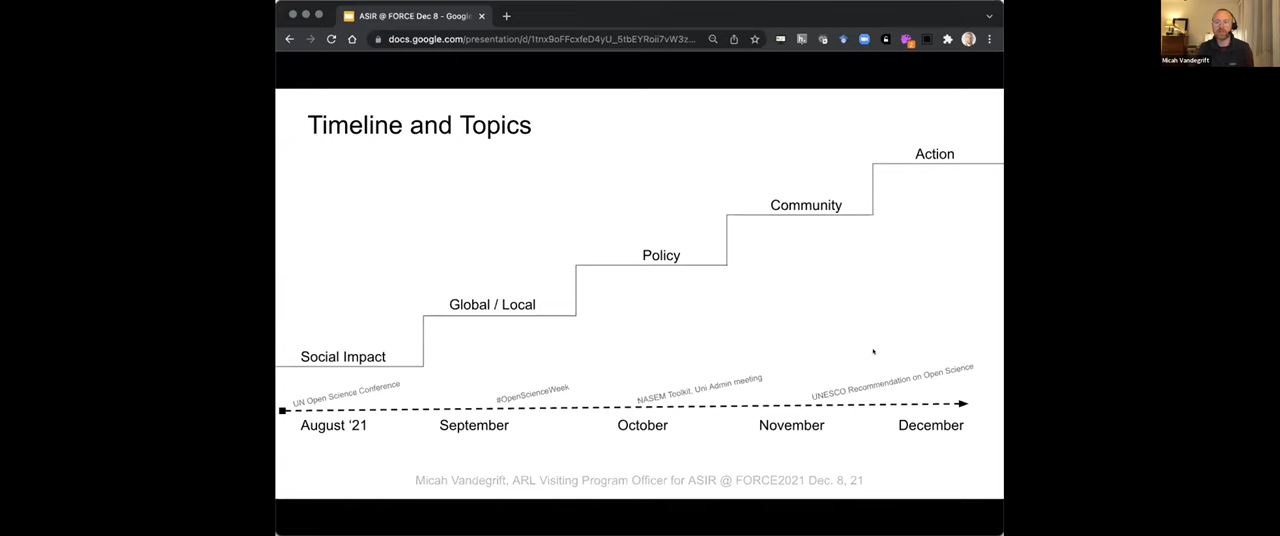 ASIR @ FORCE Dec 8 - Google
docs.google.com/presentation/d/1tnx9oFFcxfeD4yU_5tbEYRoii7vW3z...
Micah Vandegrift
Timeline and Topics
Action
Community
Policy
Global / Local
Social Impact
UN Open Science Conference
#OpenScienceWeek
NASEM Toolkit, Uni Admin meeting
UNESCO Recommendation on Open Science
August '21
September
October
November
December
Micah Vandegrift, ARL Visiting Program Officer for ASIR @ FORCE2021 Dec. 8, 21